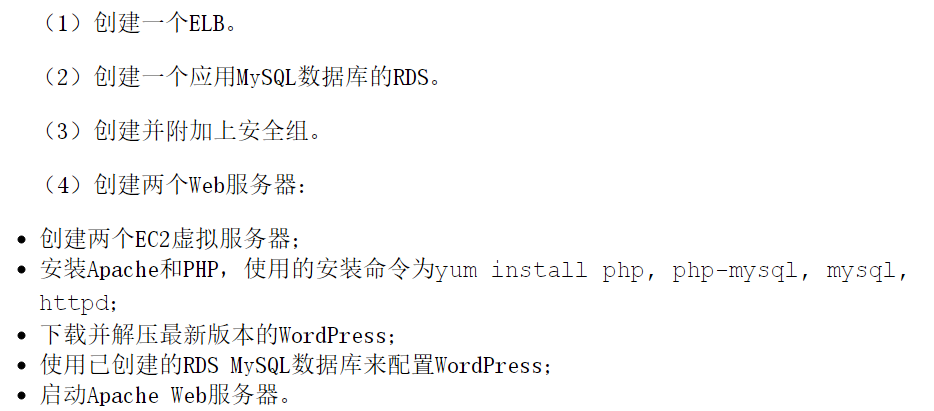 （1）创建一个ELB。
（2）创建一个应用MySQL数据库的RDS。
（3）创建并附加上安全组。
（4）创建两个Web服务器：
• 创建两个EC2虚拟服务器；
• 安装Apache和PHP，使用的安装命令为yum install php, php-mysql, mysql,
httpd；
• 下载并解压最新版本的WordPress；
• 使用已创建的RDS MySQL数据库来配置WordPress；
• 启动Apache Web服务器。